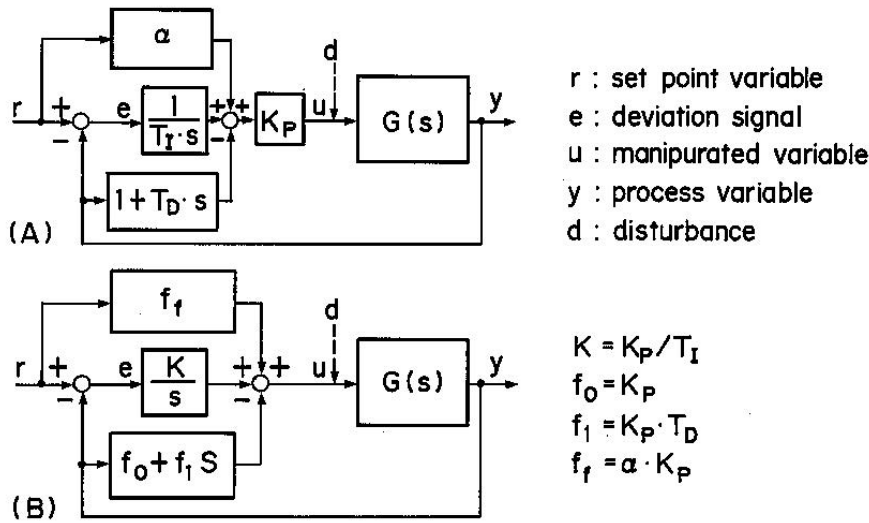 α
d
r + e 1/(T_I·s) + + u K_P G(s) y
- -
1+T_D·s
(A)
r : set point variable
e : deviation signal
u : manipurated variable
y : process variable
d : disturbance
f_f
d
r + e K/s + + u G(s) y
- -
f_0+f_1 S
(B)
K = K_P/T_I
f_0 = K_P
f_1 = K_P·T_D
f_f = α·K_P